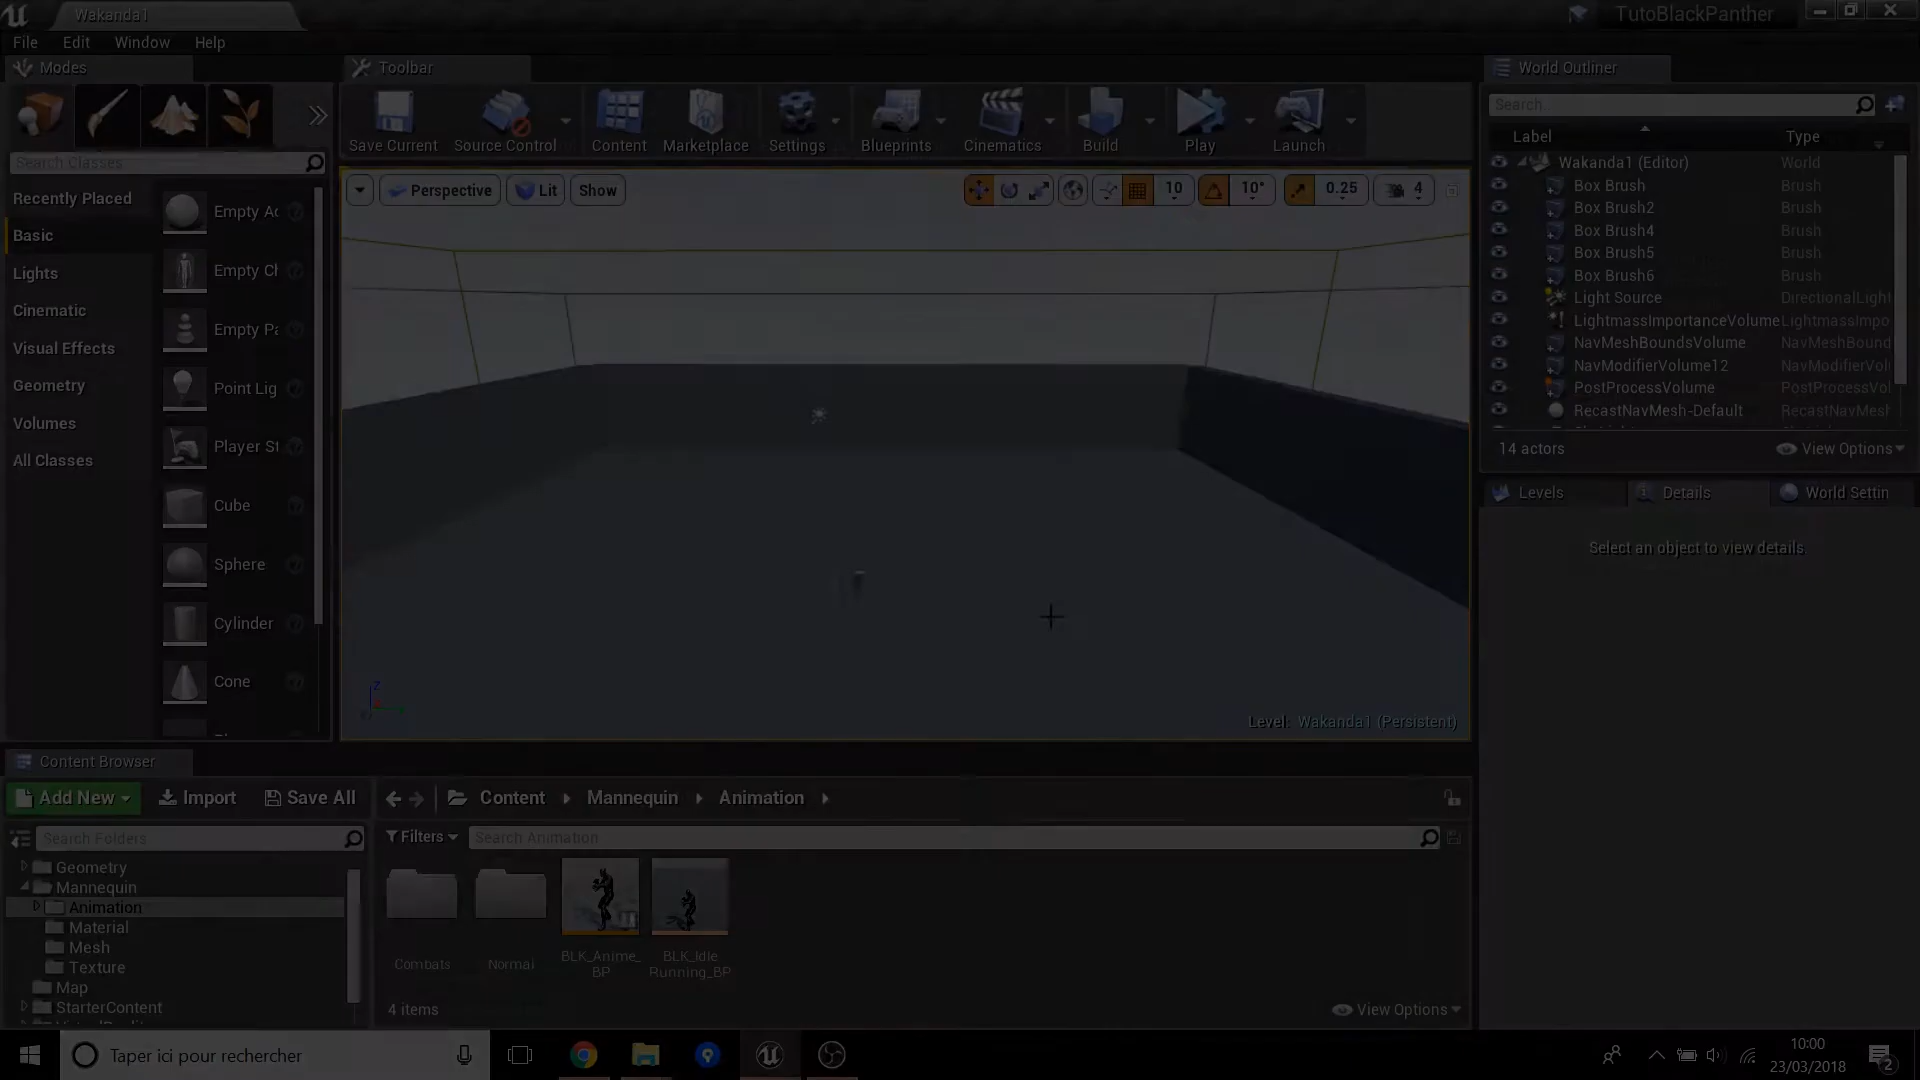 Wakanda1
TutoBlackPanther
File Edit Window Help
Modes
Toolbar
World Outliner
Save Current
Source Control
Content
Marketplace
Settings
Blueprints
Cinematics
Build
Play
Launch
Search Classes
Recently Placed
Basic
Lights
Cinematic
Visual Effects
Geometry
Volumes
All Classes
Empty Ac
Empty Ch
Empty Pa
Point Lig
Player St
Cube
Sphere
Cylinder
Cone
Perspective
Lit
Show
10
10°
0.25
4
Level: Wakanda1 (Persistent)
Search...
Label Type
Wakanda1 (Editor) World
Box Brush Brush
Box Brush2 Brush
Box Brush4 Brush
Box Brush5 Brush
Box Brush6 Brush
Light Source DirectionalLight
LightmassImportanceVolume LightmassImpo
NavMeshBoundsVolume NavMeshBound
NavModifierVolume12 NavModifierVol
PostProcessVolume PostProcessVol
RecastNavMesh-Default RecastNavMesh
14 actors
View Options
Levels
Details
World Settin
Select an object to view details
Content Browser
Add New
Import
Save All
Content
Mannequin
Animation
Search Folders
Filters
Search Animation
Geometry
Mannequin
Animation
Material
Mesh
Texture
Map
StarterContent
Combats
Normal
BLK_Anime_
BP
BLK_Idle
Running_BP
4 items
View Options
Taper ici pour rechercher
10:00
23/03/2018
2